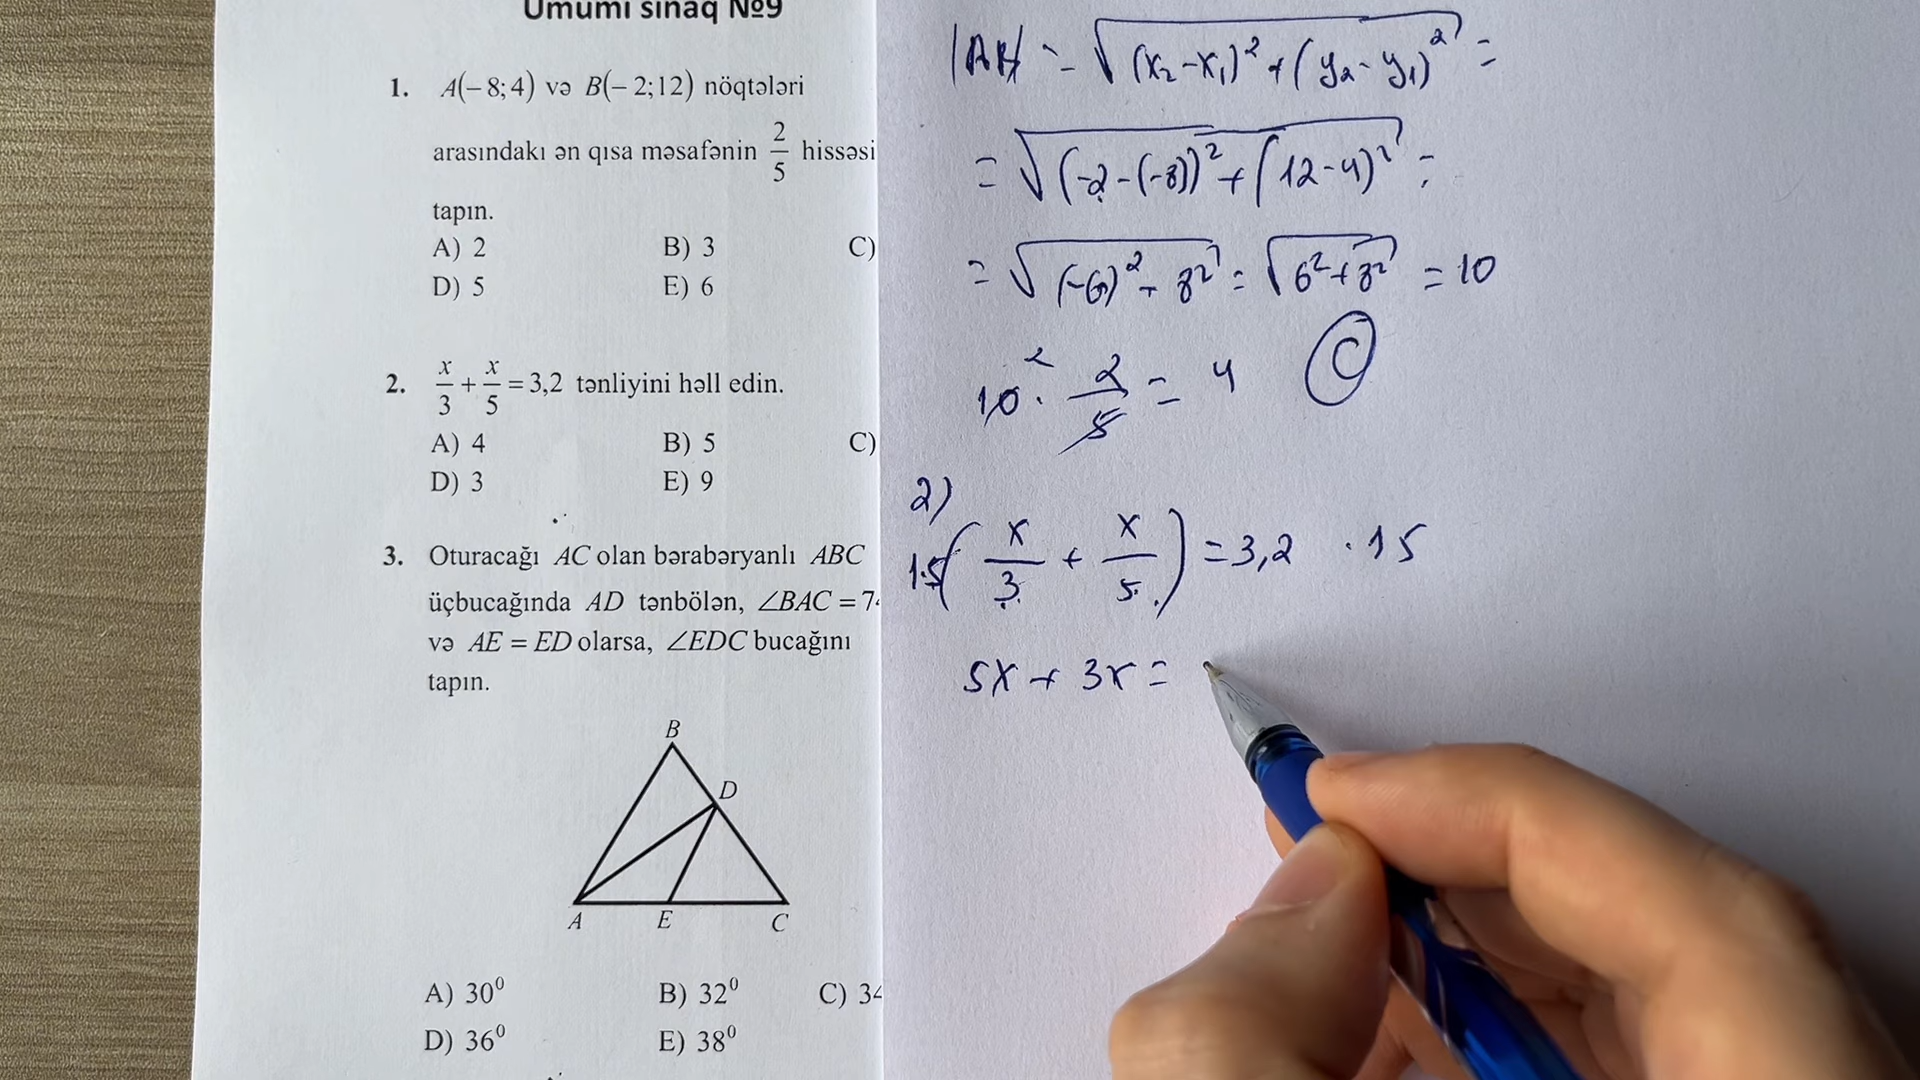 Ümumi sınaq №9
1. A(– 8; 4) və B(– 2;12) nöqtələri
arasındakı ən qısa məsafənin 2/5 hissəsi
tapın.
A) 2 B) 3 C)
D) 5 E) 6
2. x/3 + x/5 = 3,2 tənliyini həll edin.
A) 4 B) 5 C)
D) 3 E) 9
3. Oturacağı AC olan bərabəryanlı ABC
üçbucağında AD tənbölən, ∠BAC = 7
və AE = ED olarsa, ∠EDC bucağını
tapın.
B
D
A E C
A) 30⁰ B) 32⁰ C) 34
D) 36⁰ E) 38⁰
|AB| = √((x₂-x₁)² + (y₂-y₁)²) =
= √((-2-(-8))² + (12-4)²) =
= √((-6)² + 8²) = √(6²+8²) = 10
10 · 2/5 = 4 C
2
2)
15(x/3 + x/5) = 3,2 · 15
5x + 3x =